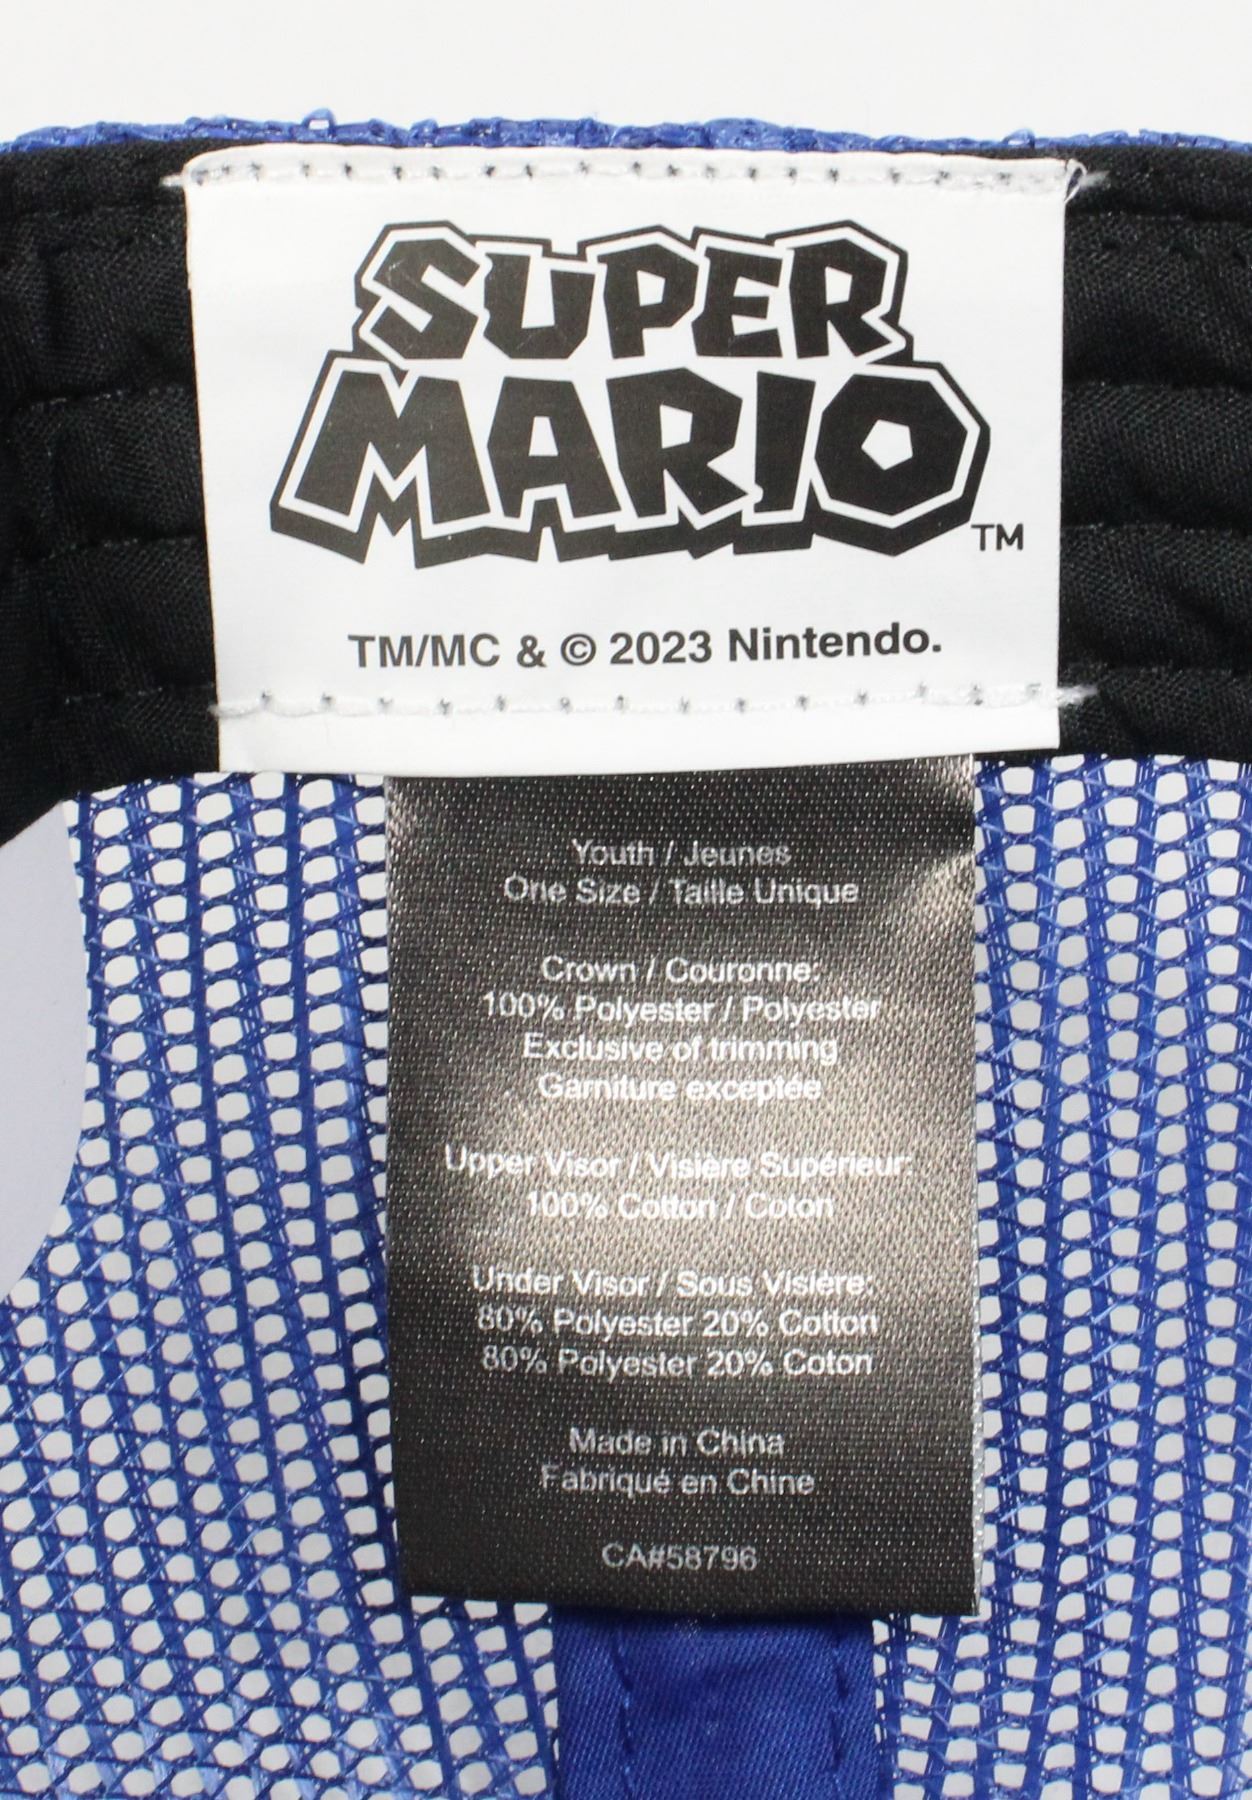 SUPER
MARIO
TM
TM/MC & © 2023 Nintendo.
Youth / Jeunes
One Size / Taille Unique
Crown / Couronne:
100% Polyester / Polyester
Exclusive of trimming
Garniture exceptée
Upper Visor / Visière Supérieur:
100% Cotton / Coton
Under Visor / Sous Visière:
80% Polyester 20% Cotton
80% Polyester 20% Coton
Made in China
Fabriqué en Chine
CA#58796